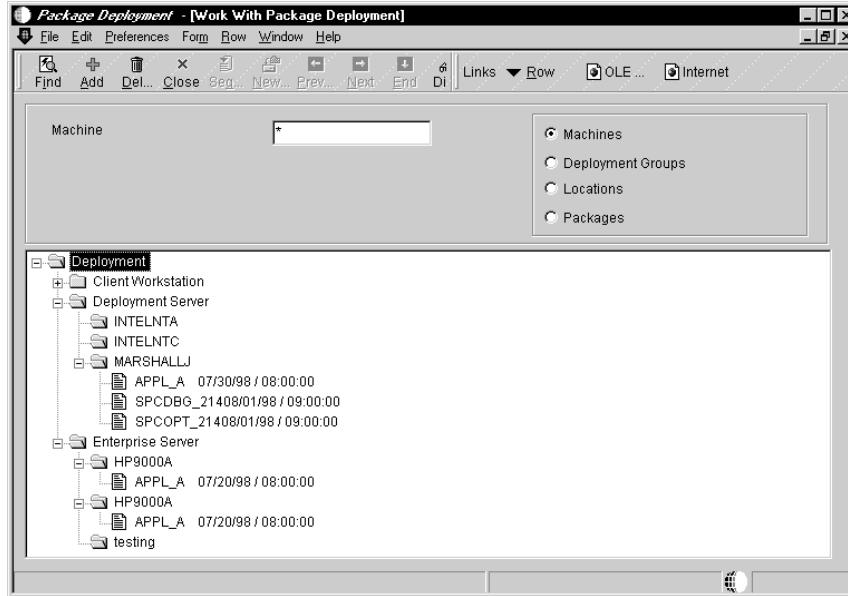 Package Deployment - [Work With Package Deployment]
File Edit Preferences Form Row Window Help
Find Add Del... Close Seq... New... Prev... Next End Di Links Row OLE ... Internet
Machine *
Machines
Deployment Groups
Locations
Packages
Deployment
Client Workstation
Deployment Server
INTELNTA
INTELNTC
MARSHALLJ
APPL_A 07/30/98 / 08:00:00
SPCDBG_21408/01/98 / 09:00:00
SPCOPT_21408/01/98 / 09:00:00
Enterprise Server
HP9000A
APPL_A 07/20/98 / 08:00:00
HP9000A
APPL_A 07/20/98 / 08:00:00
testing